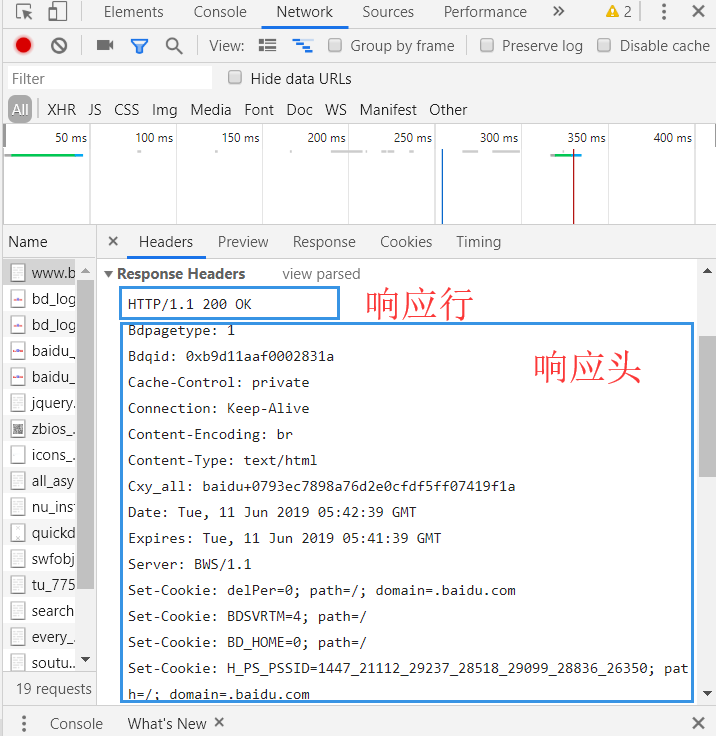 Elements Console Network Sources Performance » 2
View: Group by frame Preserve log Disable cache
Filter Hide data URLs
All XHR JS CSS Img Media Font Doc WS Manifest Other
50 ms 100 ms 150 ms 200 ms 250 ms 300 ms 350 ms 400 ms
Name × Headers Preview Response Cookies Timing
www.b
bd_log
bd_log
baidu_
baidu_
jquery.
zbios_.
icons_.
all_asy
nu_inst
quickd
swfobj
tu_775
search
every_.
soutu..
19 requests
Response Headers view parsed
HTTP/1.1 200 OK
响应行
响应头
Bdpagetype: 1
Bdqid: 0xb9d11aaf0002831a
Cache-Control: private
Connection: Keep-Alive
Content-Encoding: br
Content-Type: text/html
Cxy_all: baidu+0793ec7898a76d2e0cfdf5ff07419f1a
Date: Tue, 11 Jun 2019 05:42:39 GMT
Expires: Tue, 11 Jun 2019 05:41:39 GMT
Server: BWS/1.1
Set-Cookie: delPer=0; path=/; domain=.baidu.com
Set-Cookie: BDSVRTM=4; path=/
Set-Cookie: BD_HOME=0; path=/
Set-Cookie: H_PS_PSSID=1447_21112_29237_28518_29099_28836_26350; pat
h=/; domain=.baidu.com
Console What's New ×